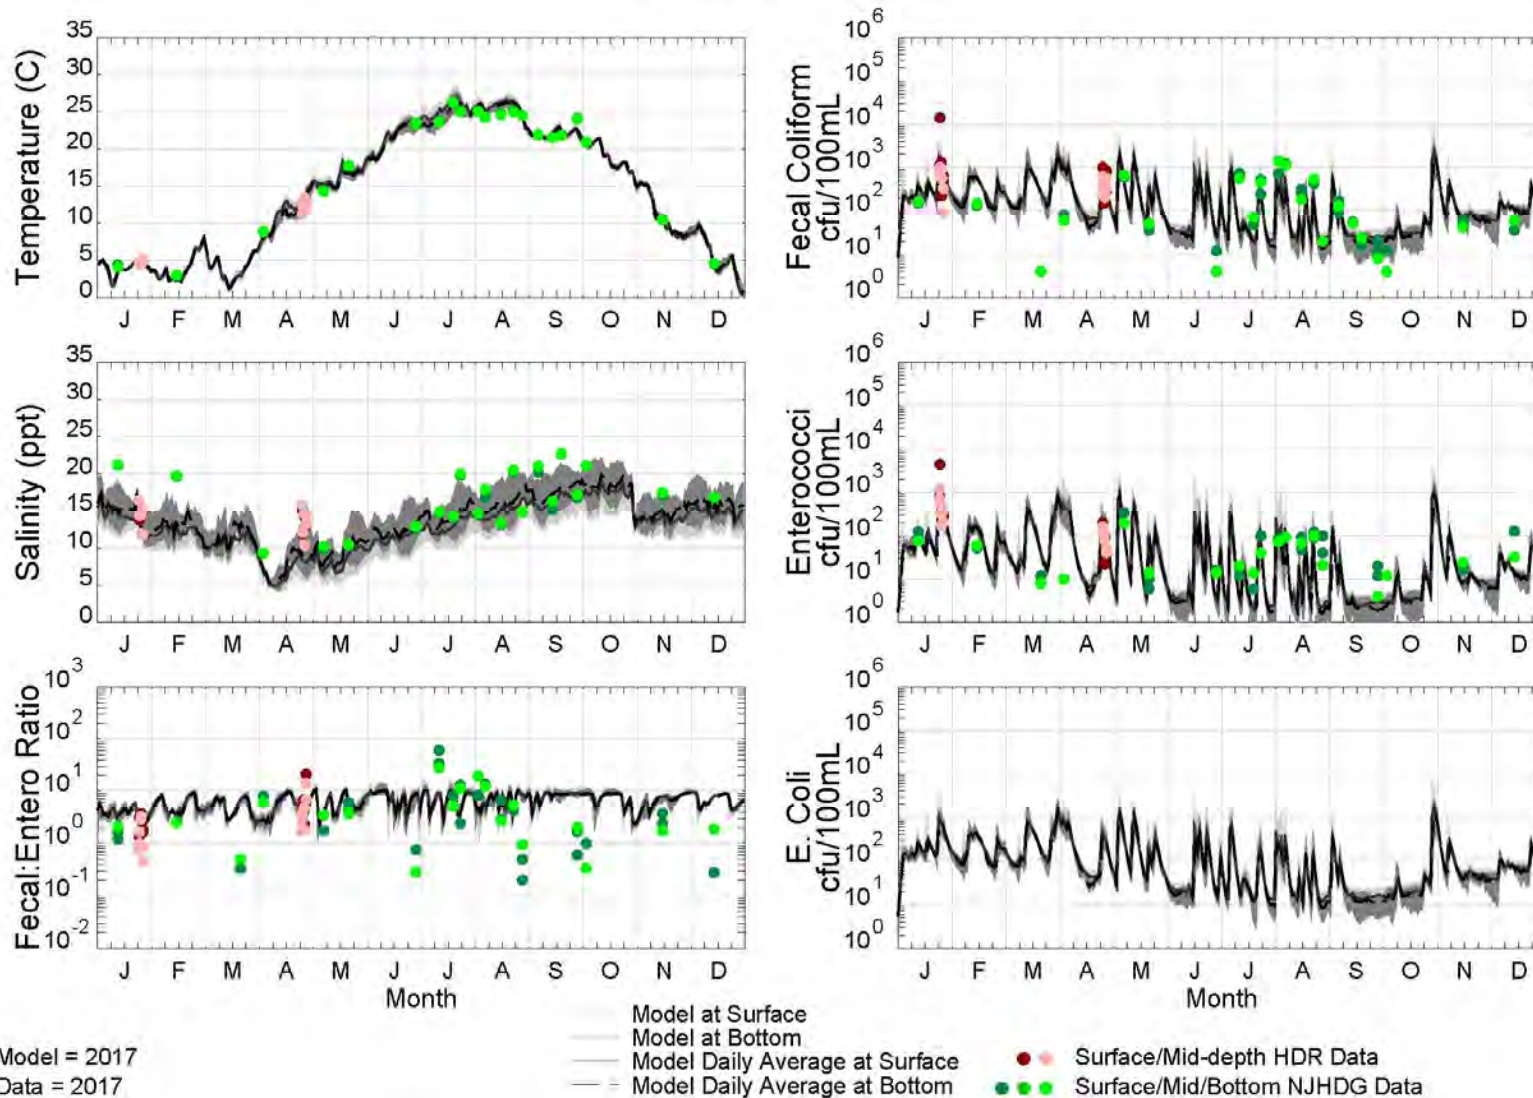 Temperature (C)
35
30
25
20
15
10
5
0
J F M A M J J A S O N D
Fecal Coliform
cfu/100mL
10^6
10^5
10^4
10^3
10^2
10^1
10^0
J F M A M J J A S O N D
Salinity (ppt)
35
30
25
20
15
10
5
0
J F M A M J J A S O N D
Enterococci
cfu/100mL
10^6
10^5
10^4
10^3
10^2
10^1
10^0
J F M A M J J A S O N D
Fecal:Entero Ratio
10^3
10^2
10^1
10^0
10^-1
10^-2
J F M A M J J A S O N D
Month
E. Coli
cfu/100mL
10^6
10^5
10^4
10^3
10^2
10^1
10^0
J F M A M J J A S O N D
Month
Model at Surface
Model at Bottom
Model Daily Average at Surface
Model Daily Average at Bottom
Surface/Mid-depth HDR Data
Surface/Mid/Bottom NJHDG Data
Model = 2017
Data = 2017